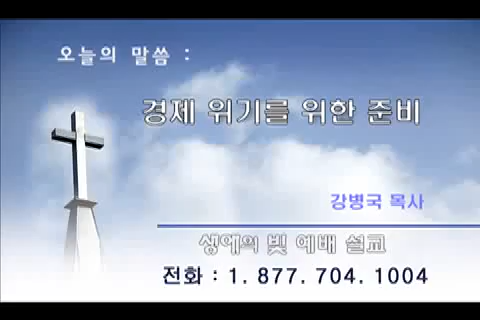 오늘의 말씀 :
경제 위기를 위한 준비
강병국 목사
생애의 빛 예배 설교
전화 : 1. 877. 704. 1004